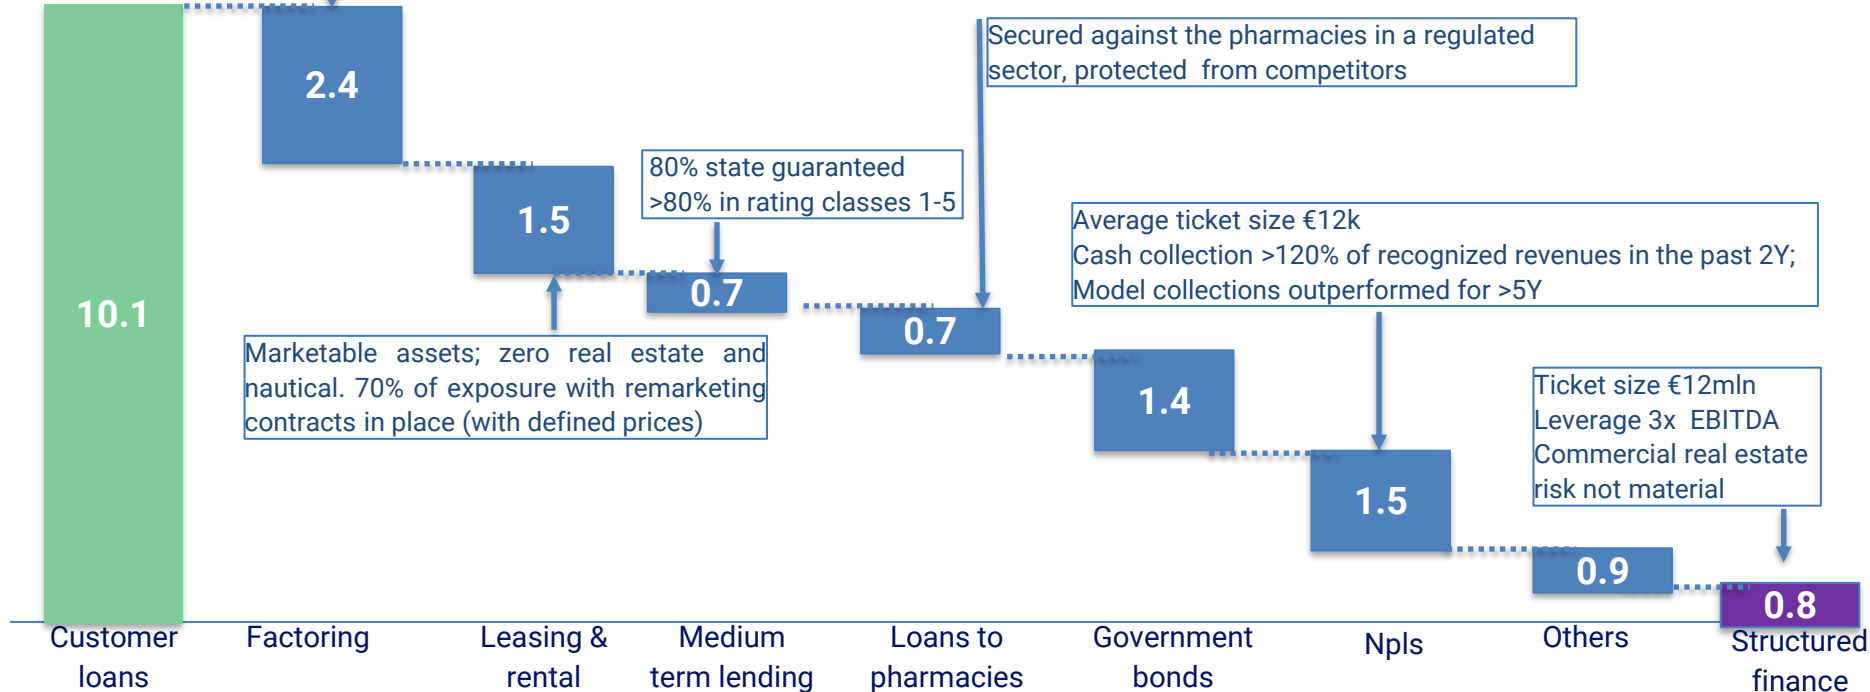 Secured against the pharmacies in a regulated
sector, protected from competitors
2.4
80% state guaranteed
>80% in rating classes 1-5
1.5
Average ticket size €12k
Cash collection >120% of recognized revenues in the past 2Y;
Model collections outperformed for >5Y
10.1
0.7
0.7
Marketable assets; zero real estate and
nautical. 70% of exposure with remarketing
contracts in place (with defined prices)
1.4
Ticket size €12mln
Leverage 3x EBITDA
Commercial real estate
risk not material
1.5
0.9
0.8
Customer
loans
Factoring
Leasing &
rental
Medium
term lending
Loans to
pharmacies
Government
bonds
Npls
Others
Structured
finance